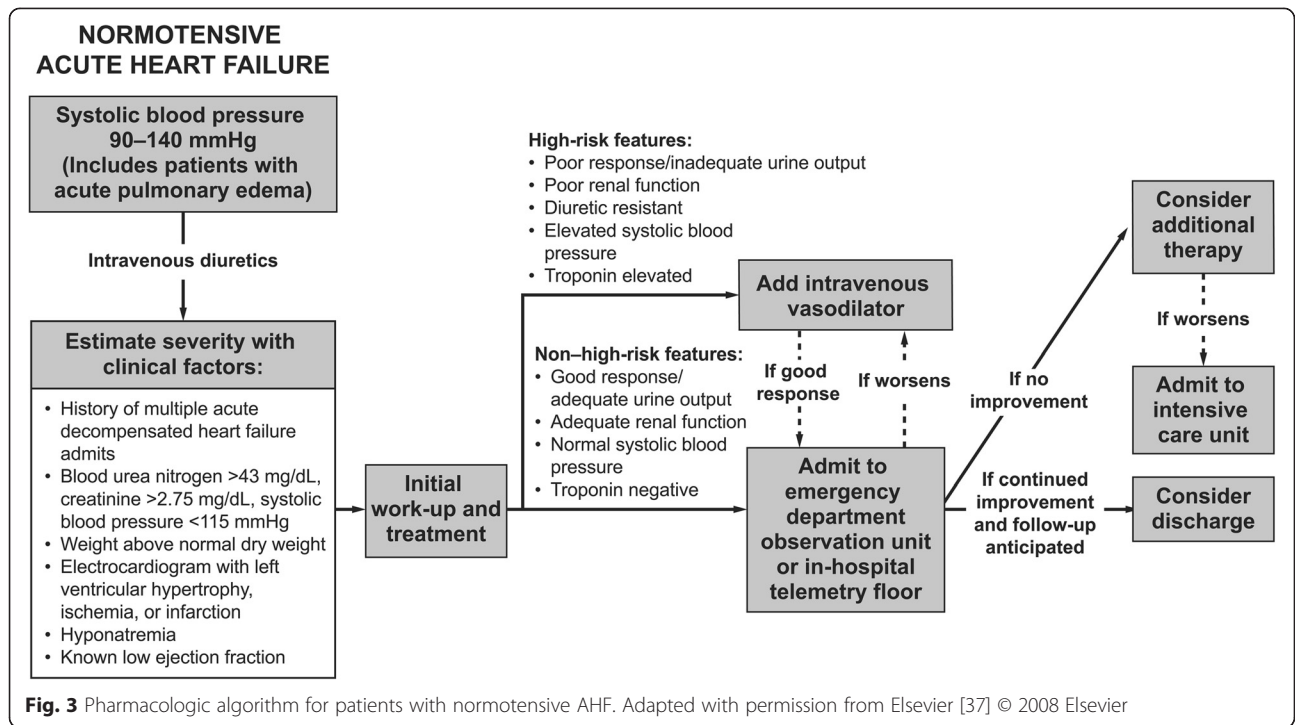 NORMOTENSIVE
ACUTE HEART FAILURE
Systolic blood pressure
90–140 mmHg
(Includes patients with
acute pulmonary edema)
Intravenous diuretics
Estimate severity with
clinical factors:
• History of multiple acute
decompensated heart failure
admits
• Blood urea nitrogen >43 mg/dL,
creatinine >2.75 mg/dL, systolic
blood pressure <115 mmHg
• Weight above normal dry weight
• Electrocardiogram with left
ventricular hypertrophy,
ischemia, or infarction
• Hyponatremia
• Known low ejection fraction
Initial
work-up and
treatment
High-risk features:
• Poor response/inadequate urine output
• Poor renal function
• Diuretic resistant
• Elevated systolic blood
pressure
• Troponin elevated
Non–high-risk features:
• Good response/
adequate urine output
• Adequate renal function
• Normal systolic blood
pressure
• Troponin negative
Add intravenous
vasodilator
If good
response
If worsens
Admit to
emergency
department
observation unit
or in-hospital
telemetry floor
If no
improvement
If continued
improvement
and follow-up
anticipated
Consider
additional
therapy
If worsens
Admit to
intensive
care unit
Consider
discharge
Fig. 3 Pharmacologic algorithm for patients with normotensive AHF. Adapted with permission from Elsevier [37] © 2008 Elsevier